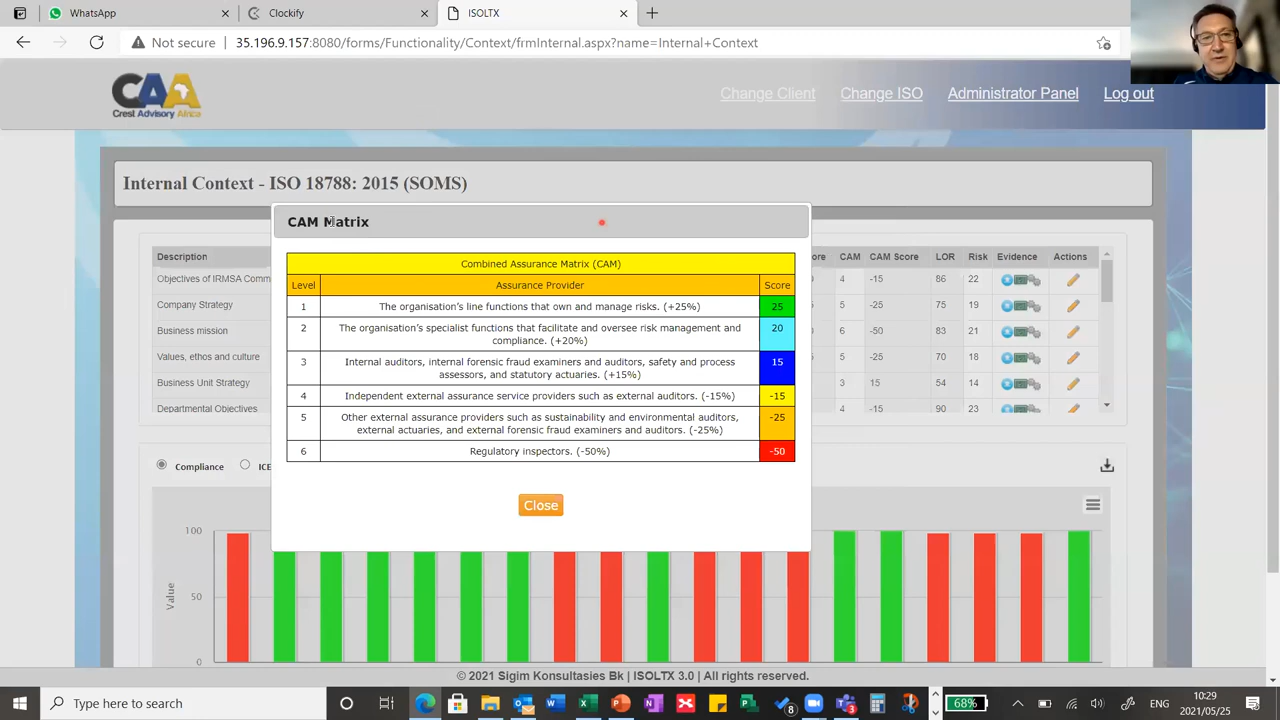 WhatsApp
Clockify
ISOLTX
Not secure
35.196.9.157:8080/forms/Functionality/Context/frmInternal.aspx?name=Internal+Context
CAA
Crest Advisory Africa
Change Client
Change ISO
Administrator Panel
Log out
Internal Context - ISO 18788: 2015 (SOMS)
CAM Matrix
Combined Assurance Matrix (CAM)
Level Assurance Provider Score
1 The organisation's line functions that own and manage risks. (+25%) 25
2 The organisation's specialist functions that facilitate and oversee risk management and
compliance. (+20%) 20
3 Internal auditors, internal forensic fraud examiners and auditors, safety and process
assessors, and statutory actuaries. (+15%) 15
4 Independent external assurance service providers such as external auditors. (-15%) -15
5 Other external assurance providers such as sustainability and environmental auditors,
external actuaries, and external forensic fraud examiners and auditors. (-25%) -25
6 Regulatory inspectors. (-50%) -50
Close
Description
Objectives of IRMSA Comm
Company Strategy
Business mission
Values, ethos and culture
Business Unit Strategy
Departmental Objectives
ore CAM CAM Score LOR Risk Evidence Actions
4 -15 86 22
5 -25 75 19
6 -50 83 21
5 -25 70 18
3 15 54 14
4 -15 90 23
Compliance
ICE
Value
100
50
0
© 2021 Sigim Konsultasies Bk | ISOLTX 3.0 | All rights reserved.
Type here to search
8
3
68%
ENG
10:29
2021/05/25